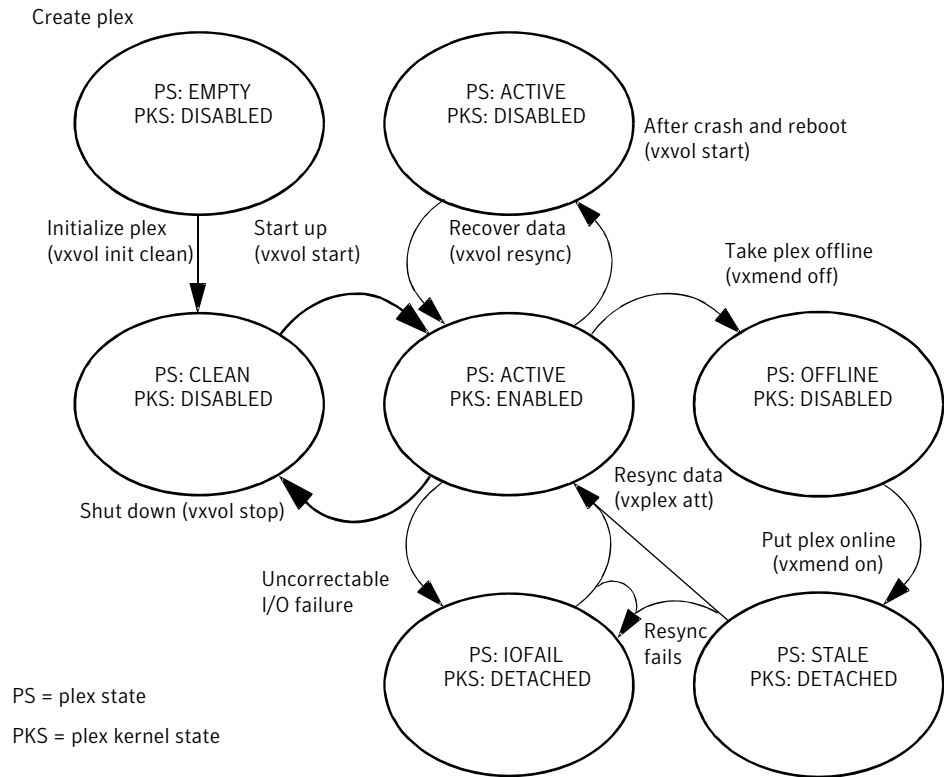 Create plex
PS: EMPTY
PKS: DISABLED
PS: ACTIVE
PKS: DISABLED
After crash and reboot
(vxvol start)
Initialize plex
(vxvol init clean)
Start up
(vxvol start)
Recover data
(vxvol resync)
Take plex offline
(vxmend off)
PS: CLEAN
PKS: DISABLED
PS: ACTIVE
PKS: ENABLED
PS: OFFLINE
PKS: DISABLED
Shut down (vxvol stop)
Resync data
(vxplex att)
Put plex online
(vxmend on)
Uncorrectable
I/O failure
Resync
fails
PS: IOFAIL
PKS: DETACHED
PS: STALE
PKS: DETACHED
PS = plex state
PKS = plex kernel state